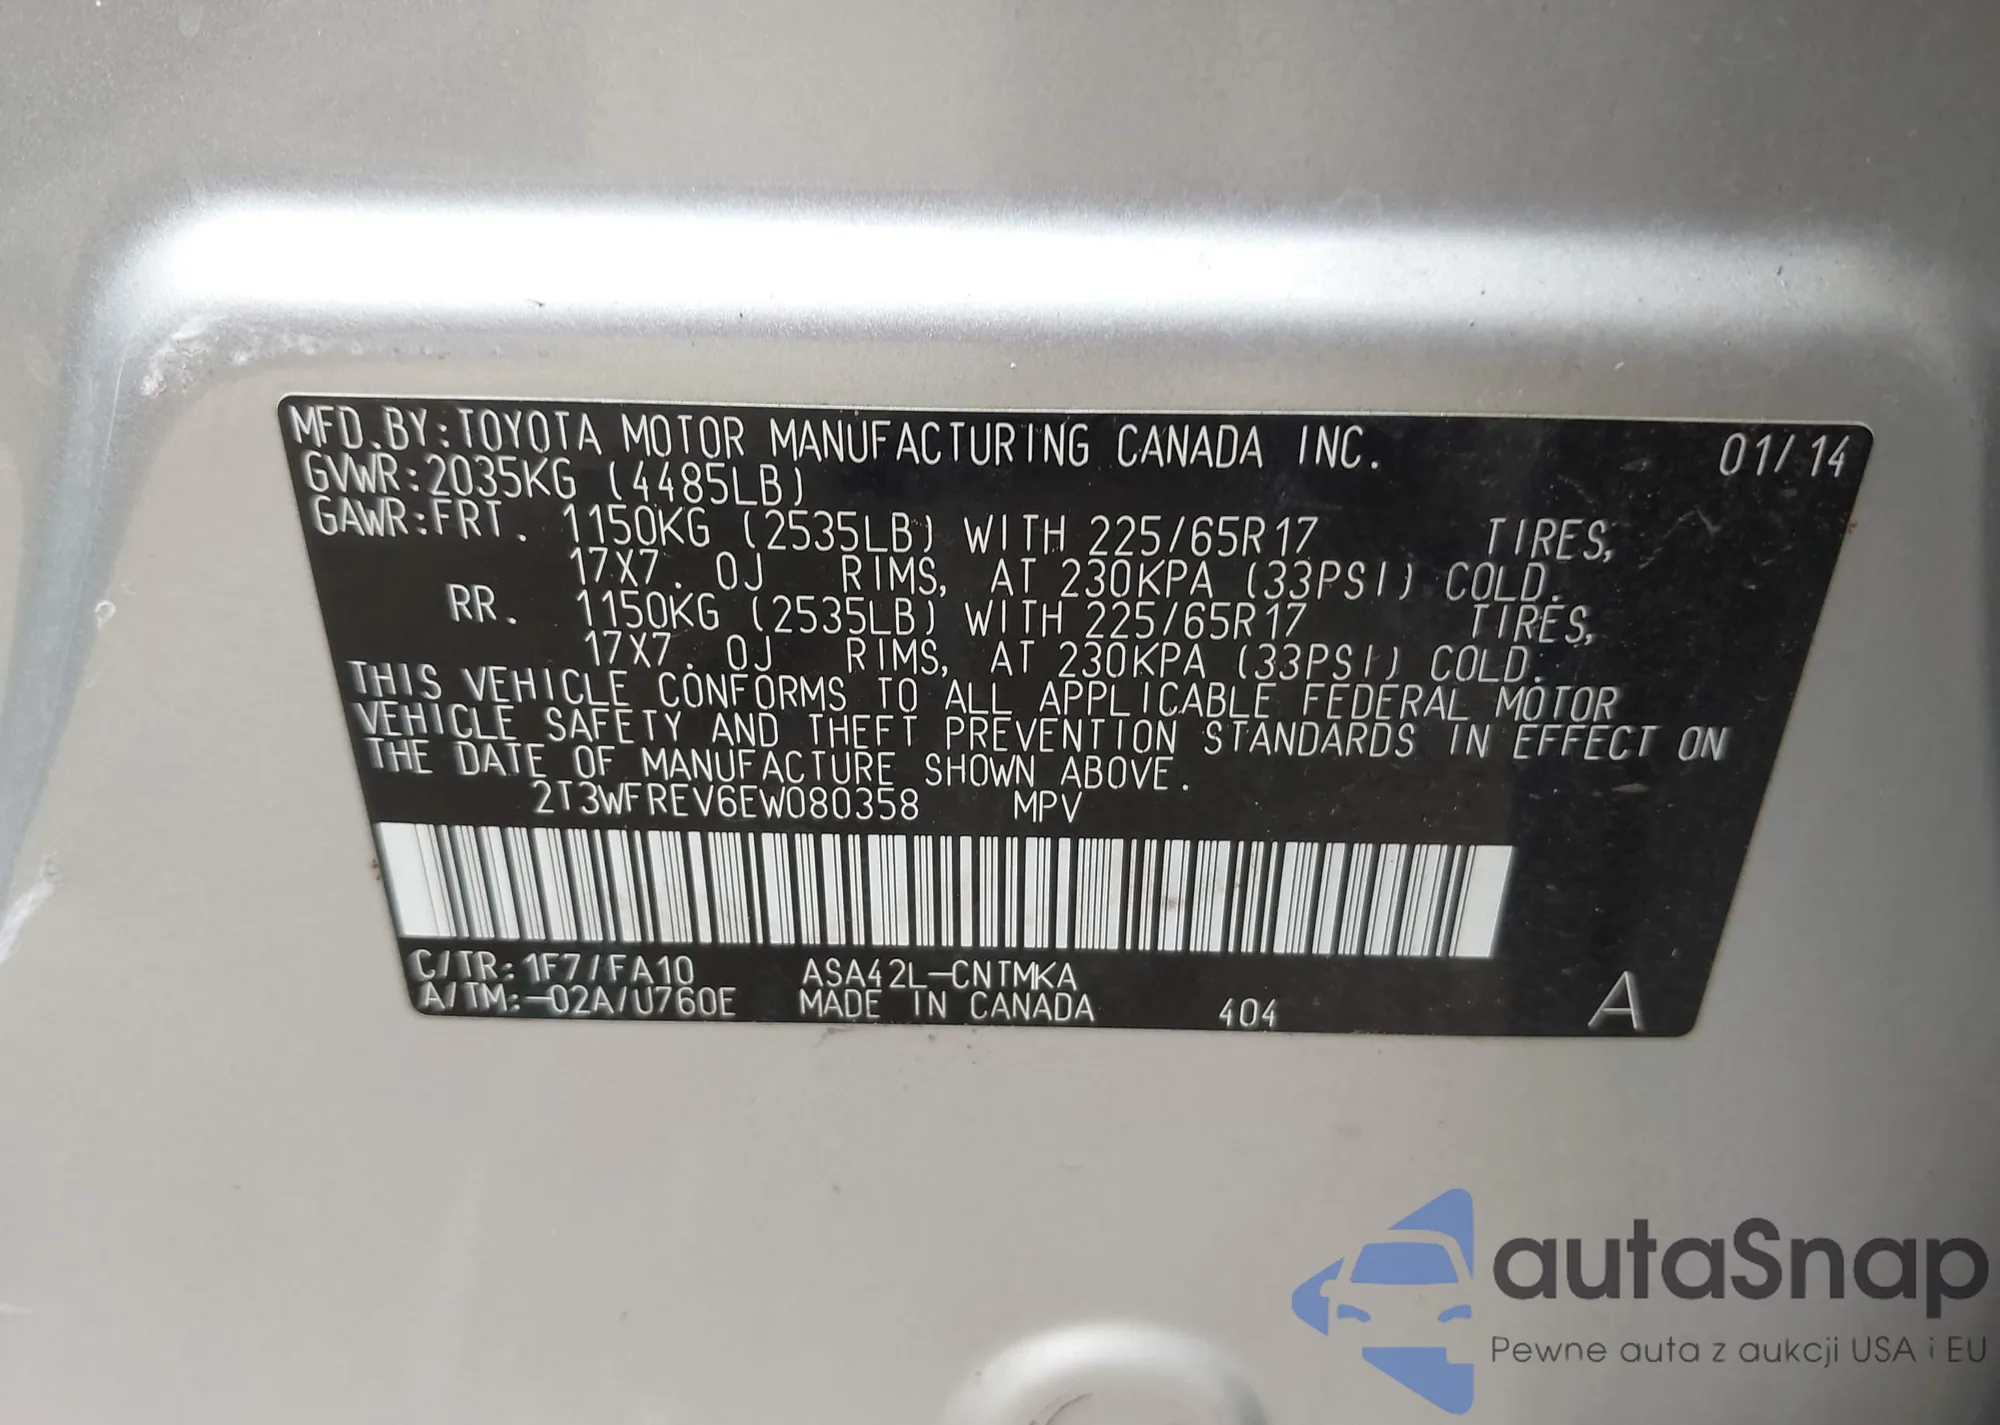 MFD.BY:TOYOTA MOTOR MANUFACTURING CANADA INC. 01/14
GVWR:2035KG (4485LB)
GAWR:FRT. 1150KG (2535LB) WITH 225/65R17 TIRES,
17X7.0J RIMS, AT 230KPA (33PSI) COLD.
RR. 1150KG (2535LB) WITH 225/65R17 TIRES,
17X7.0J RIMS, AT 230KPA (33PSI) COLD.
THIS VEHICLE CONFORMS TO ALL APPLICABLE FEDERAL MOTOR
VEHICLE SAFETY AND THEFT PREVENTION STANDARDS IN EFFECT ON
THE DATE OF MANUFACTURE SHOWN ABOVE.
2T3WFREV6EW080358 MPV
C/TR:1F7/FA10 ASA42L-CNTMKA
A/TM:-02A/U760E MADE IN CANADA 404 A
autaSnap
Pewne auta z aukcji USA i EU